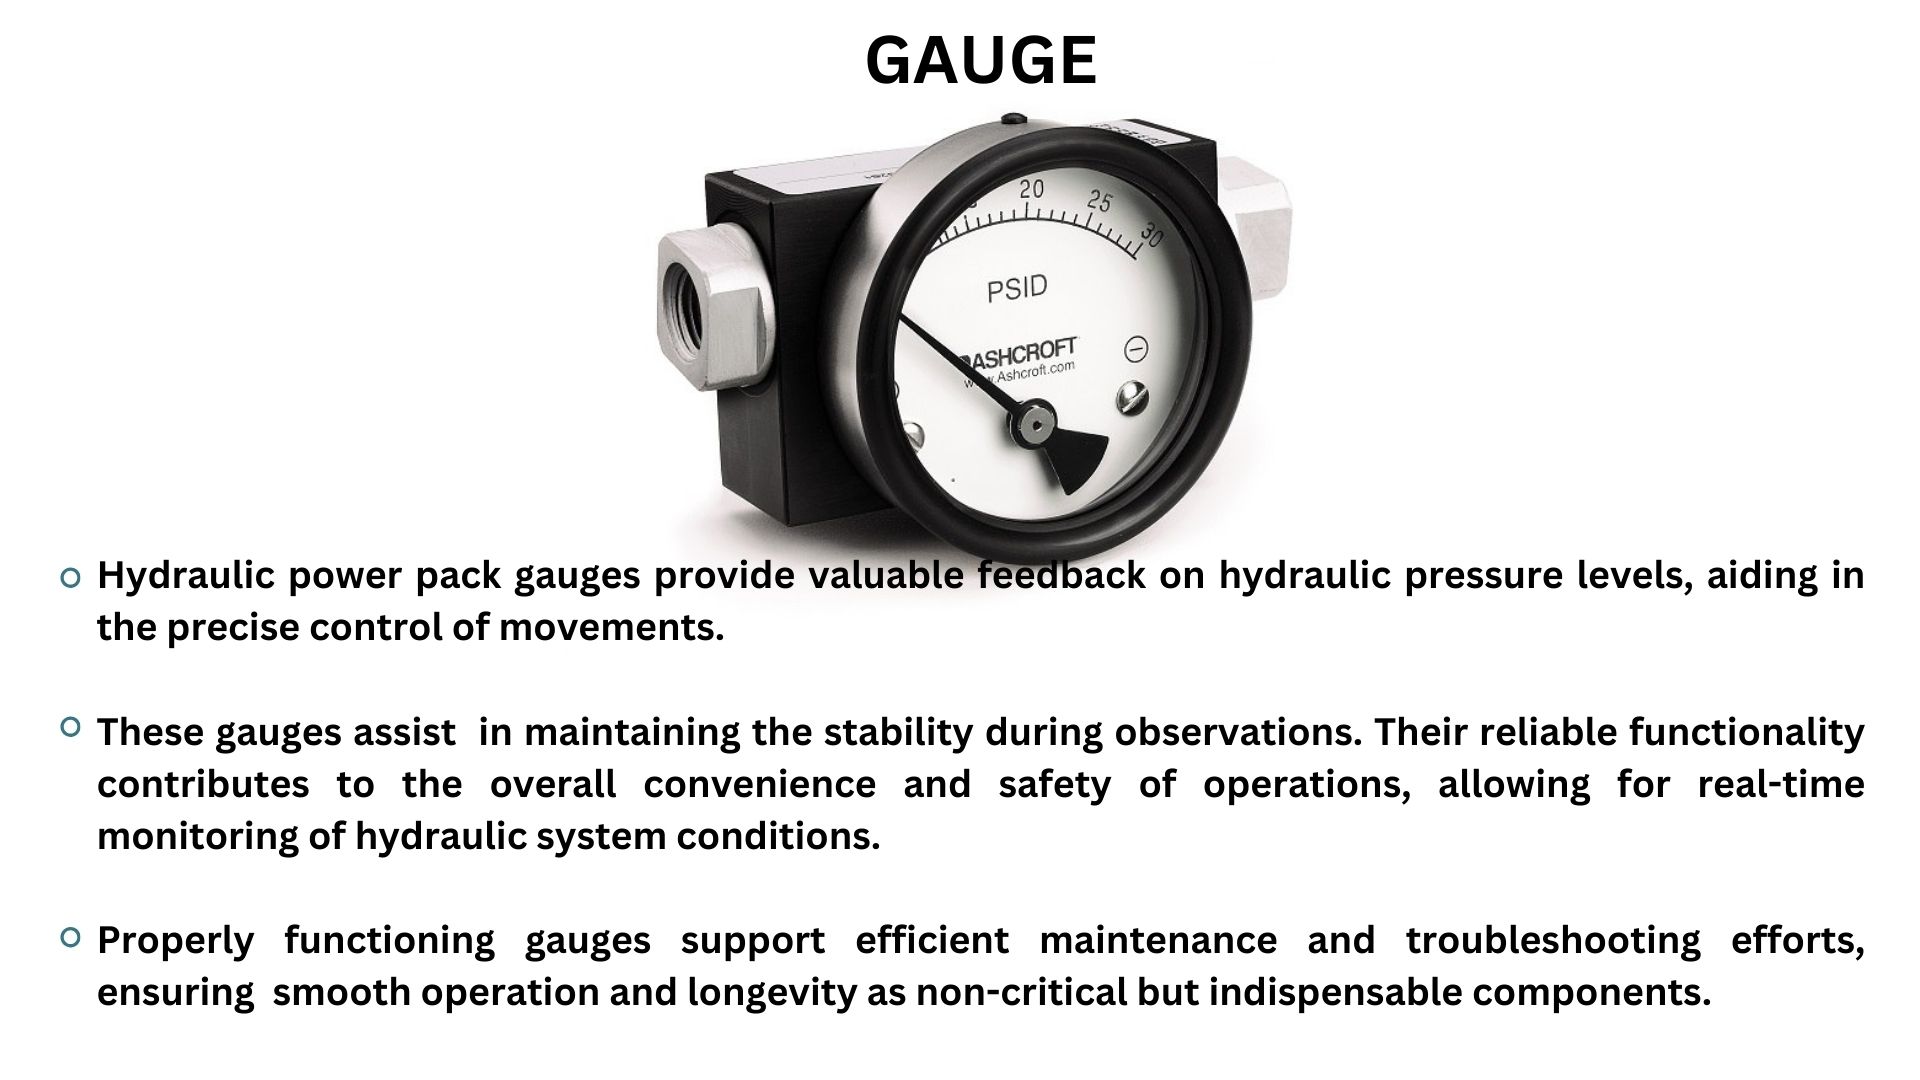 GAUGE
20
25
30
PSID
ASHCROFT
www.Ashcroft.com
Hydraulic power pack gauges provide valuable feedback on hydraulic pressure levels, aiding in
the precise control of movements.
These gauges assist in maintaining the stability during observations. Their reliable functionality
contributes to the overall convenience and safety of operations, allowing for real-time
monitoring of hydraulic system conditions.
Properly functioning gauges support efficient maintenance and troubleshooting efforts,
ensuring smooth operation and longevity as non-critical but indispensable components.